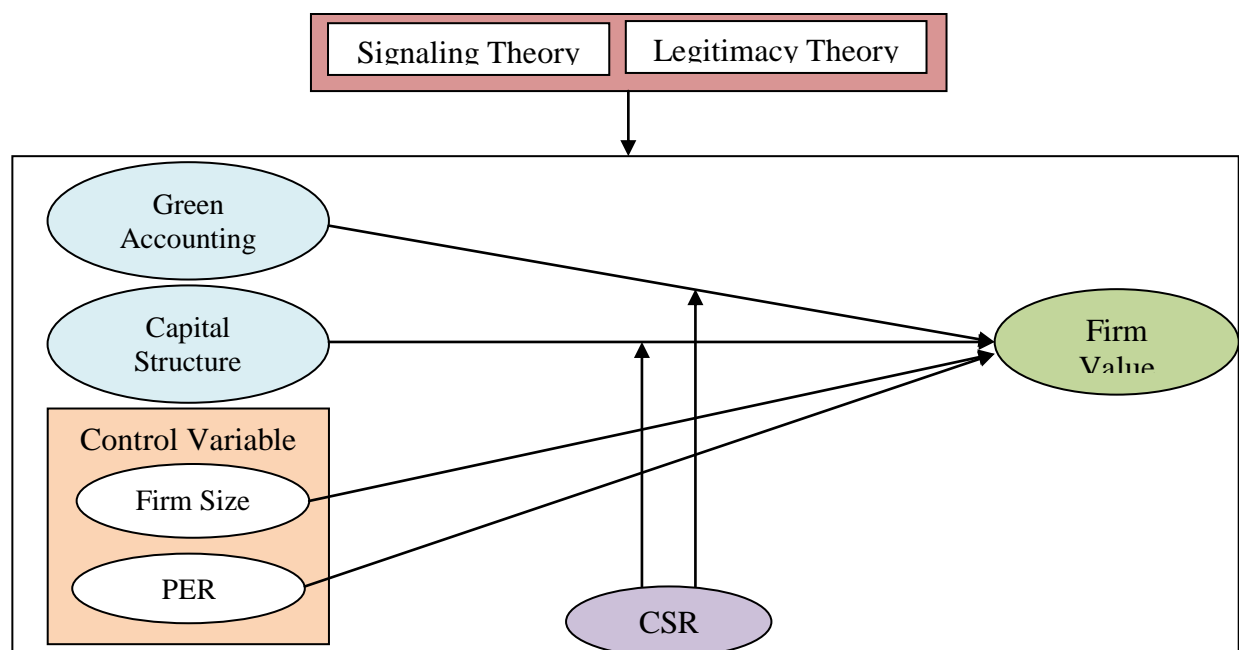 Signaling Theory
Legitimacy Theory
Green
Accounting
Capital
Structure
Firm
Value
Control Variable
Firm Size
PER
CSR